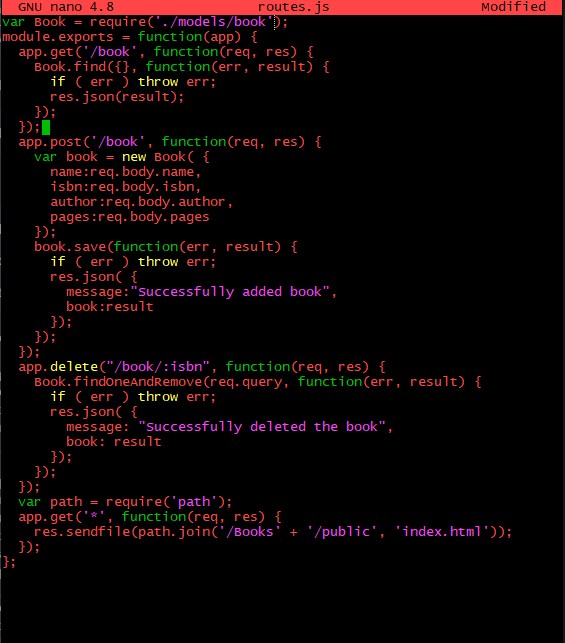 GNU nano 4.8 routes.js Modified
var Book = require('./models/book');
module.exports = function(app) {
  app.get('/book', function(req, res) {
    Book.find({}, function(err, result) {
      if ( err ) throw err;
      res.json(result);
    });
  });
  app.post('/book', function(req, res) {
    var book = new Book( {
      name:req.body.name,
      isbn:req.body.isbn,
      author:req.body.author,
      pages:req.body.pages
    });
    book.save(function(err, result) {
      if ( err ) throw err;
      res.json( {
        message:"Successfully added book",
        book:result
      });
    });
  });
  app.delete("/book/:isbn", function(req, res) {
    Book.findOneAndRemove(req.query, function(err, result) {
      if ( err ) throw err;
      res.json( {
        message: "Successfully deleted the book",
        book: result
      });
    });
  });
  var path = require('path');
  app.get('*', function(req, res) {
    res.sendfile(path.join('/Books' + '/public', 'index.html'));
  });
};